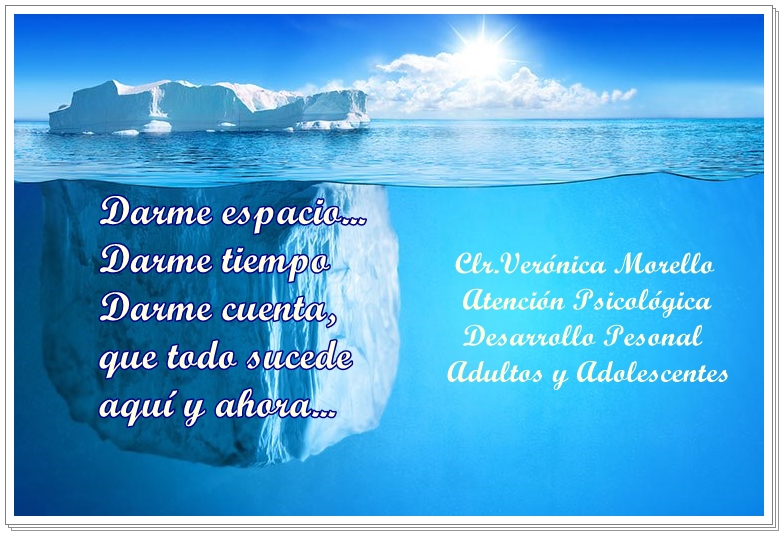 Darme espacio...
Darme tiempo
Darme cuenta,
que todo sucede
aquí y ahora...
Clr.Verónica Morello
Atención Psicológica
Desarrollo Pesonal
Adultos y Adolescentes